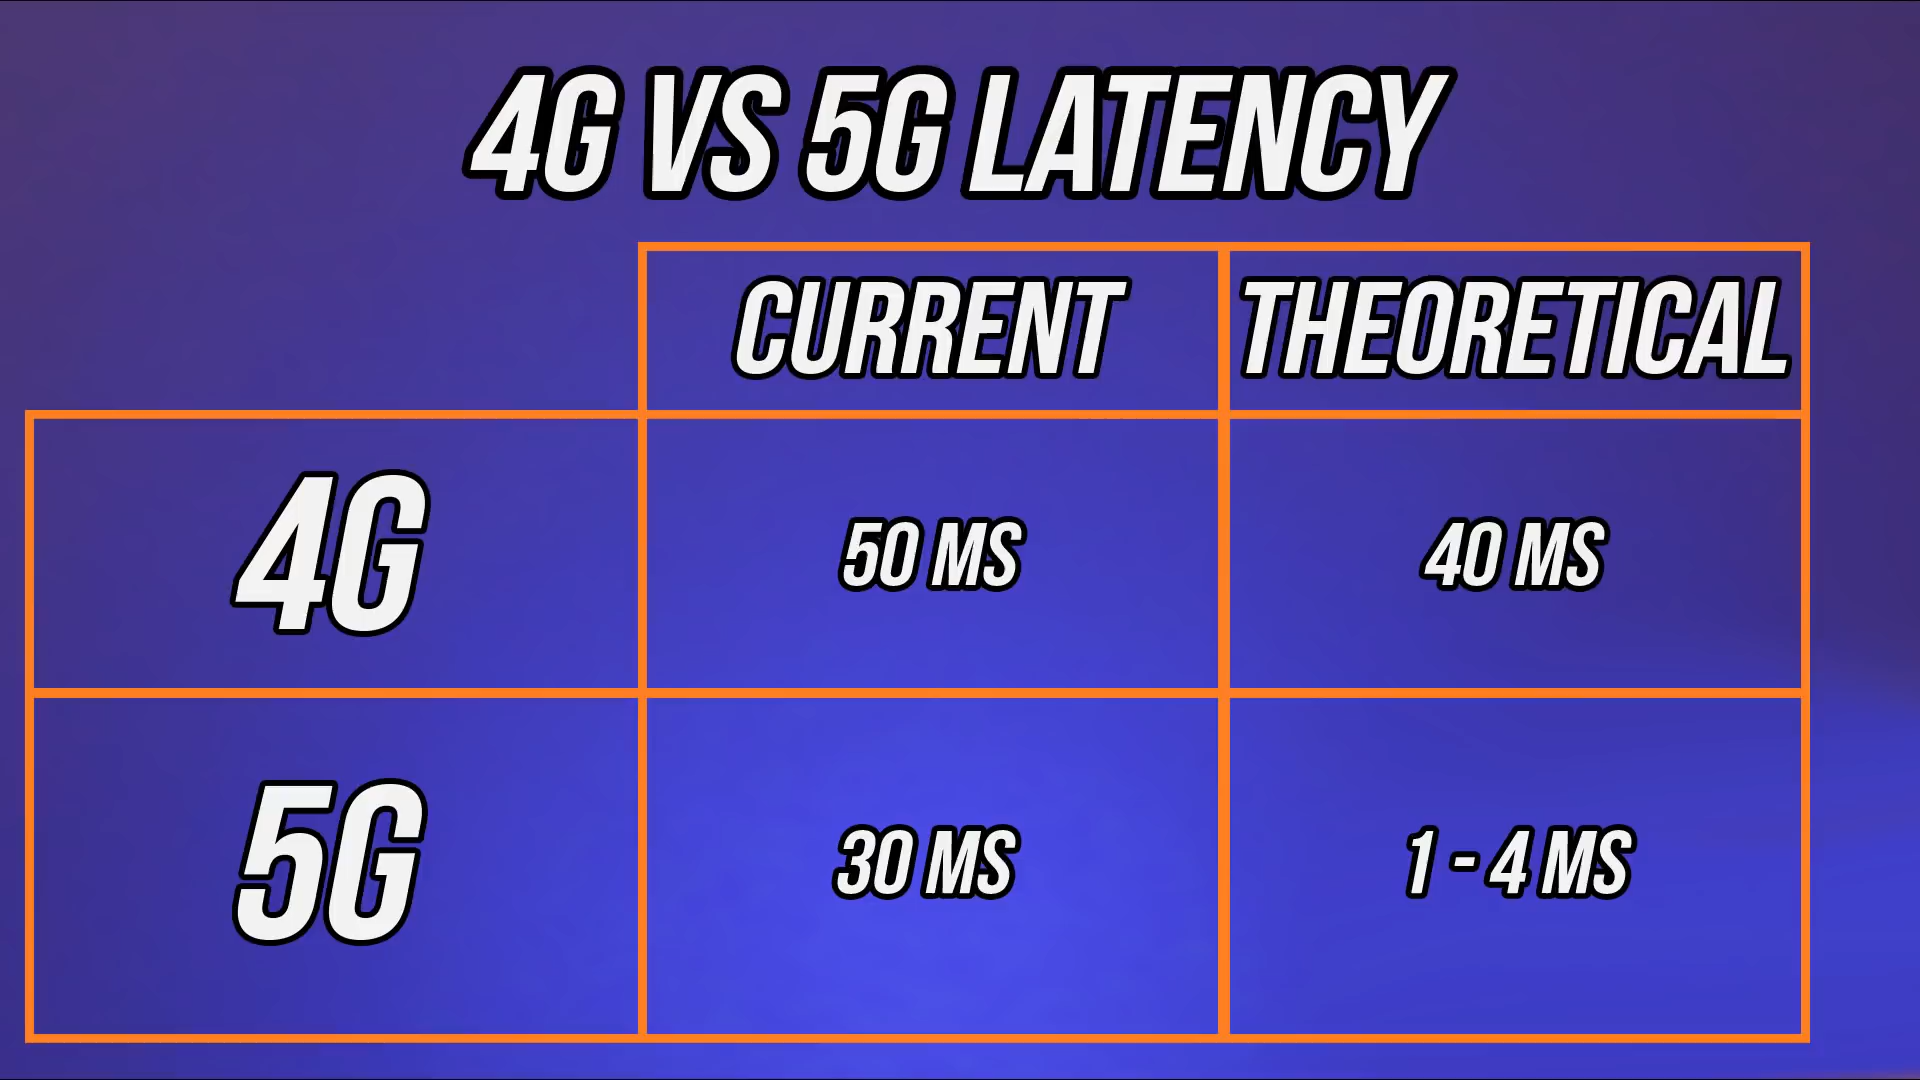 4G VS 5G LATENCY
CURRENT THEORETICAL
4G 50 MS 40 MS
5G 30 MS 1 - 4 MS